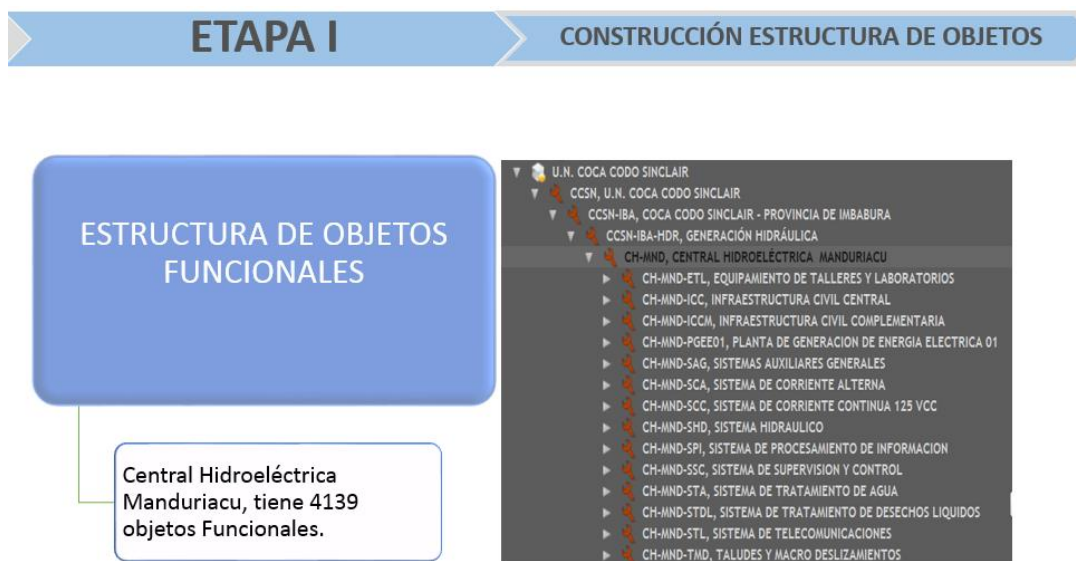 ETAPA I
CONSTRUCCIÓN ESTRUCTURA DE OBJETOS
ESTRUCTURA DE OBJETOS
FUNCIONALES
Central Hidroeléctrica
Manduriacu, tiene 4139
objetos Funcionales.
U.N. COCA CODO SINCLAIR
CCSN, U.N. COCA CODO SINCLAIR
CCSN-IBA, COCA CODO SINCLAIR - PROVINCIA DE IMBABURA
CCSN-IBA-HDR, GENERACIÓN HIDRÁULICA
CH-MND, CENTRAL HIDROELÉCTRICA MANDURIACU
CH-MND-ETL, EQUIPAMIENTO DE TALLERES Y LABORATORIOS
CH-MND-ICC, INFRAESTRUCTURA CIVIL CENTRAL
CH-MND-ICCM, INFRAESTRUCTURA CIVIL COMPLEMENTARIA
CH-MND-PGEE01, PLANTA DE GENERACION DE ENERGIA ELECTRICA 01
CH-MND-SAG, SISTEMAS AUXILIARES GENERALES
CH-MND-SCA, SISTEMA DE CORRIENTE ALTERNA
CH-MND-SCC, SISTEMA DE CORRIENTE CONTINUA 125 VCC
CH-MND-SHD, SISTEMA HIDRAULICO
CH-MND-SPI, SISTEMA DE PROCESAMIENTO DE INFORMACION
CH-MND-SSC, SISTEMA DE SUPERVISION Y CONTROL
CH-MND-STA, SISTEMA DE TRATAMIENTO DE AGUA
CH-MND-STDL, SISTEMA DE TRATAMIENTO DE DESECHOS LIQUIDOS
CH-MND-STL, SISTEMA DE TELECOMUNICACIONES
CH-MND-TMD, TALUDES Y MACRO DESLIZAMIENTOS